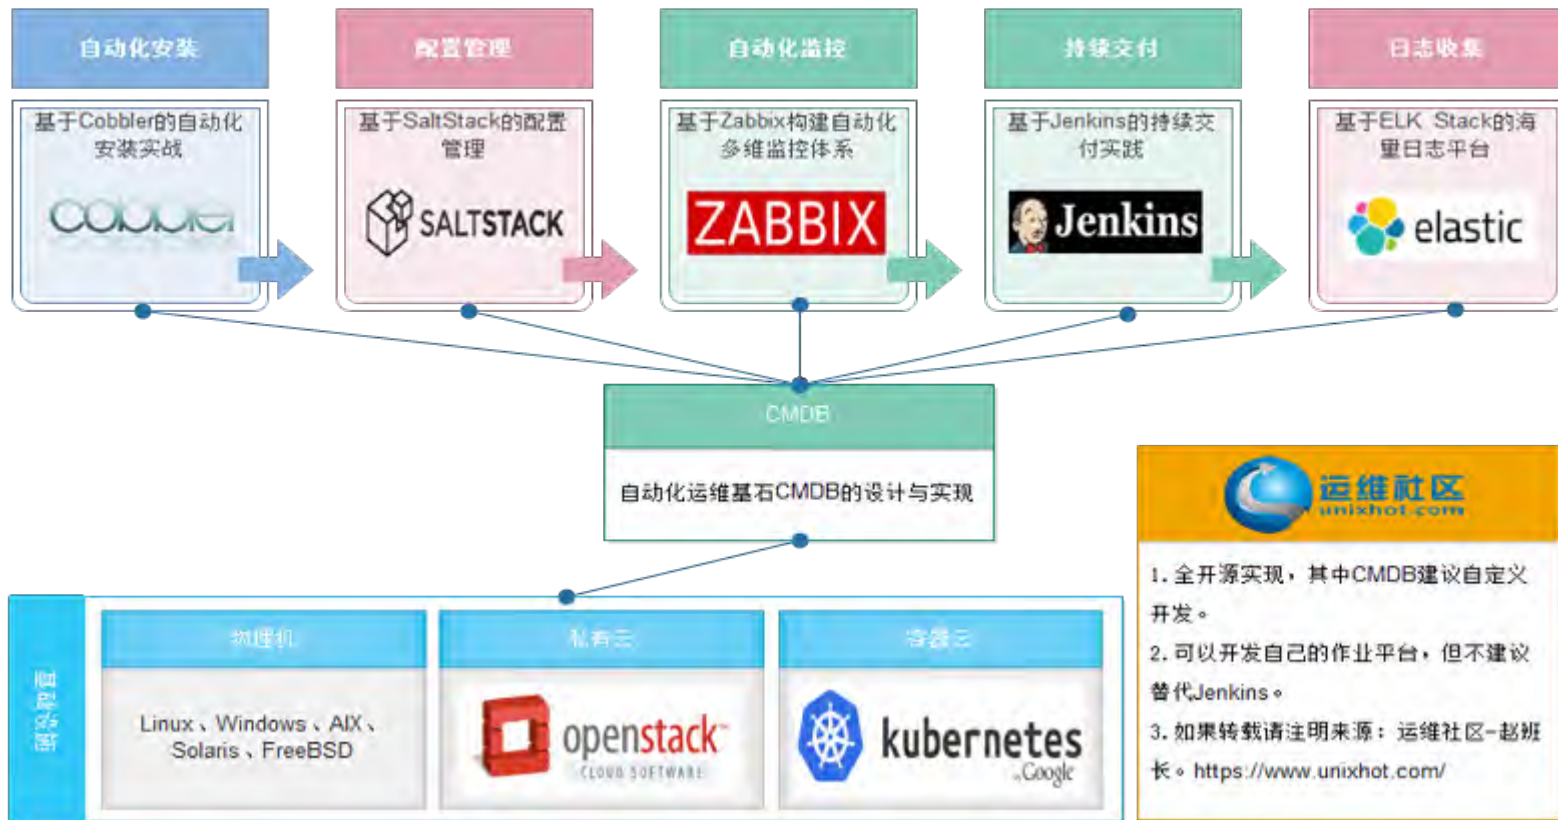 自动化安装
配置管理
自动化监控
持续交付
日志收集
基于Cobbler的自动化
安装实战
cobbler
基于SaltStack的配置
管理
SALTSTACK
基于Zabbix构建自动化
多维监控体系
ZABBIX
基于Jenkins的持续交
付实践
Jenkins
基于ELK Stack的海
量日志平台
elastic
CMDB
自动化运维基石CMDB的设计与实现
基础设施
物理机
Linux、Windows、AIX、
Solaris、FreeBSD
私有云
openstack™
CLOUD SOFTWARE
容器云
kubernetes
by Google
运维社区
unixhot.com
1.全开源实现，其中CMDB建议自定义
开发。
2.可以开发自己的作业平台，但不建议
替代Jenkins。
3.如果转载请注明来源：运维社区-赵班
长。https://www.unixhot.com/